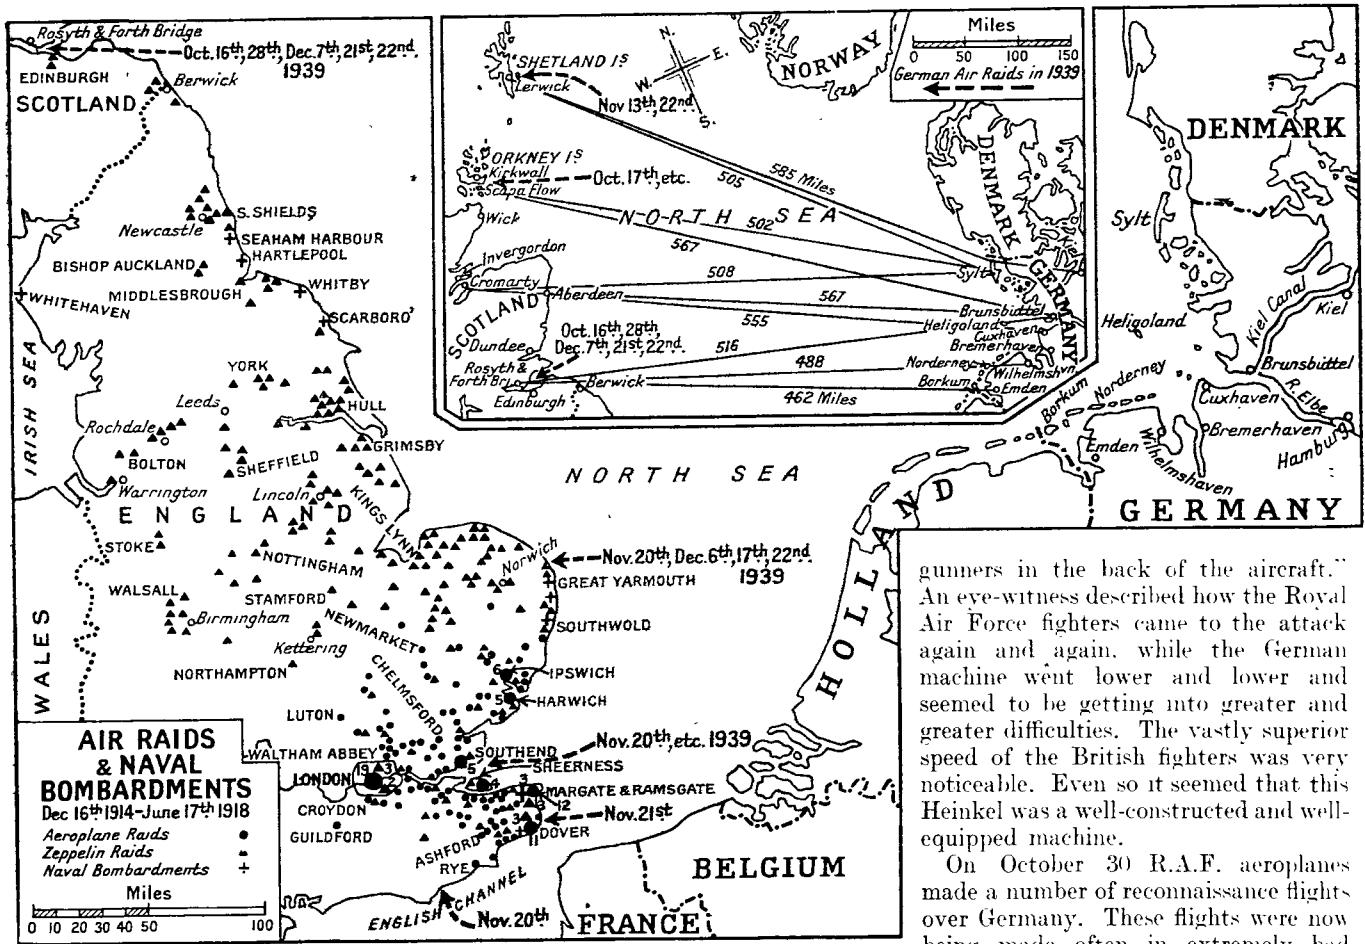 Rosyth & Forth Bridge
Oct. 16th, 28th, Dec. 7th, 21st, 22nd.
1939
EDINBURGH
Berwick
SCOTLAND
S. SHIELDS
Newcastle
SEAHAM HARBOUR
HARTLEPOOL
BISHOP AUCKLAND
MIDDLESBROUGH
WHITBY
WHITEHAVEN
SCARBORO'
IRISH SEA
YORK
Leeds
HULL
Rochdale
GRIMSBY
BOLTON
SHEFFIELD
Warrington
Lincoln
KINGS LYNN
ENGLAND
STOKE
NOTTINGHAM
Norwich
Nov. 20th, Dec. 6th, 17th, 22nd
1939
GREAT YARMOUTH
WALSALL
STAMFORD
Birmingham
NEWMARKET
SOUTHWOLD
Kettering
WALES
NORTHAMPTON
CHELMSFORD
6
IPSWICH
5
HARWICH
LUTON
WALTHAM ABBEY
SOUTHEND
Nov. 20th, etc. 1939
5
SHEERNESS
LONDON
19
3
2
4
3
MARGATE & RAMSGATE
3
12
CROYDON
3
Nov. 21st
GUILDFORD
DOVER
11
ASHFORD
RYE
ENGLISH CHANNEL
Nov. 20th
FRANCE
BELGIUM
HOLLAND
NORTH SEA
AIR RAIDS
& NAVAL
BOMBARDMENTS
Dec 16th 1914–June 17th 1918
Aeroplane Raids
Zeppelin Raids
Naval Bombardments
Miles
0 10 20 30 40 50 100
SHETLAND Is
Lerwick
Nov 13th, 22nd
N.
E.
W.
S.
NORWAY
Miles
0 50 100 150
German Air Raids in 1939
ORKNEY Is
Kirkwall
Scapa Flow
Oct. 17th, etc.
585 Miles
505
DENMARK
Wick
NORTH SEA
502
567
Kiel
Invergordon
Cromarty
508
Sylt
GERMANY
Aberdeen
567
Brunsbüttel
SCOTLAND
555
Heligoland
Cuxhaven
Oct. 16th, 28th,
Dec. 7th, 21st, 22nd.
Dundee
516
Bremerhaven
Rosyth &
Forth Bri
488
Norderney
Wilhelmshvn
Berwick
Borkum
Emden
Edinburgh
462 Miles
DENMARK
Sylt
Kiel Canal
Kiel
Heligoland
Brunsbüttel
Borkum
Norderney
Cuxhaven
R. Elbe
Bremerhaven
Hamburg
Emden
Wilhelmshaven
GERMANY
gunners in the back of the aircraft."
An eye-witness described how the Royal
Air Force fighters came to the attack
again and again, while the German
machine went lower and lower and
seemed to be getting into greater and
greater difficulties. The vastly superior
speed of the British fighters was very
noticeable. Even so it seemed that this
Heinkel was a well-constructed and well-
equipped machine.
On October 30 R.A.F. aeroplanes
made a number of reconnaissance flights
over Germany. These flights were now